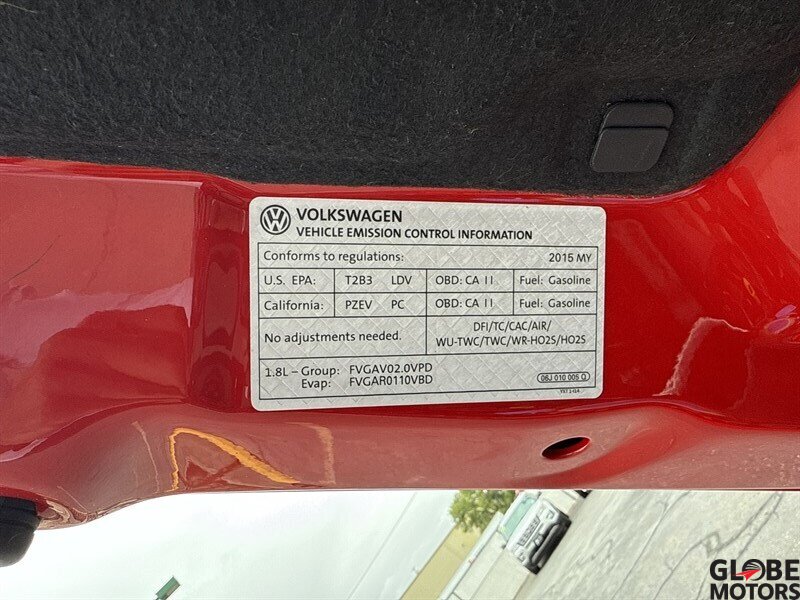 VOLKSWAGEN
VEHICLE EMISSION CONTROL INFORMATION
Conforms to regulations: 2015 MY
U.S. EPA: T2B3 LDV OBD: CA II Fuel: Gasoline
California: PZEV PC OBD: CA II Fuel: Gasoline
No adjustments needed. DFI/TC/CAC/AIR/
WU-TWC/TWC/WR-HO2S/HO2S
1.8L – Group: FVGAV02.0VPD
Evap: FVGAR0110VBD
06J 010 005 Q
GLOBE
MOTORS